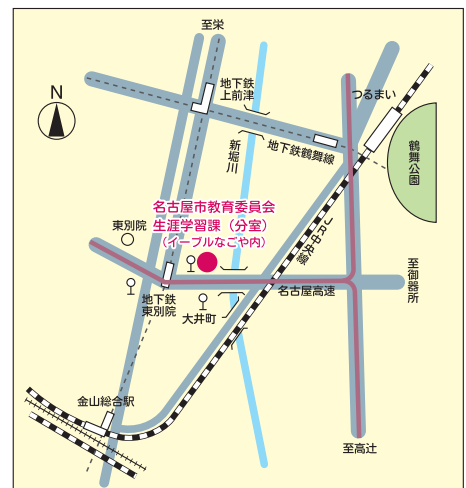 至栄
地下鉄
上前津
つるまい
N
新堀川
地下鉄鶴舞線
鶴舞公園
名古屋市教育委員会
生涯学習課（分室）
（イーブルなごや内）
東別院
JR中央線
至御器所
名古屋高速
地下鉄
東別院
大井町
金山総合駅
至高辻